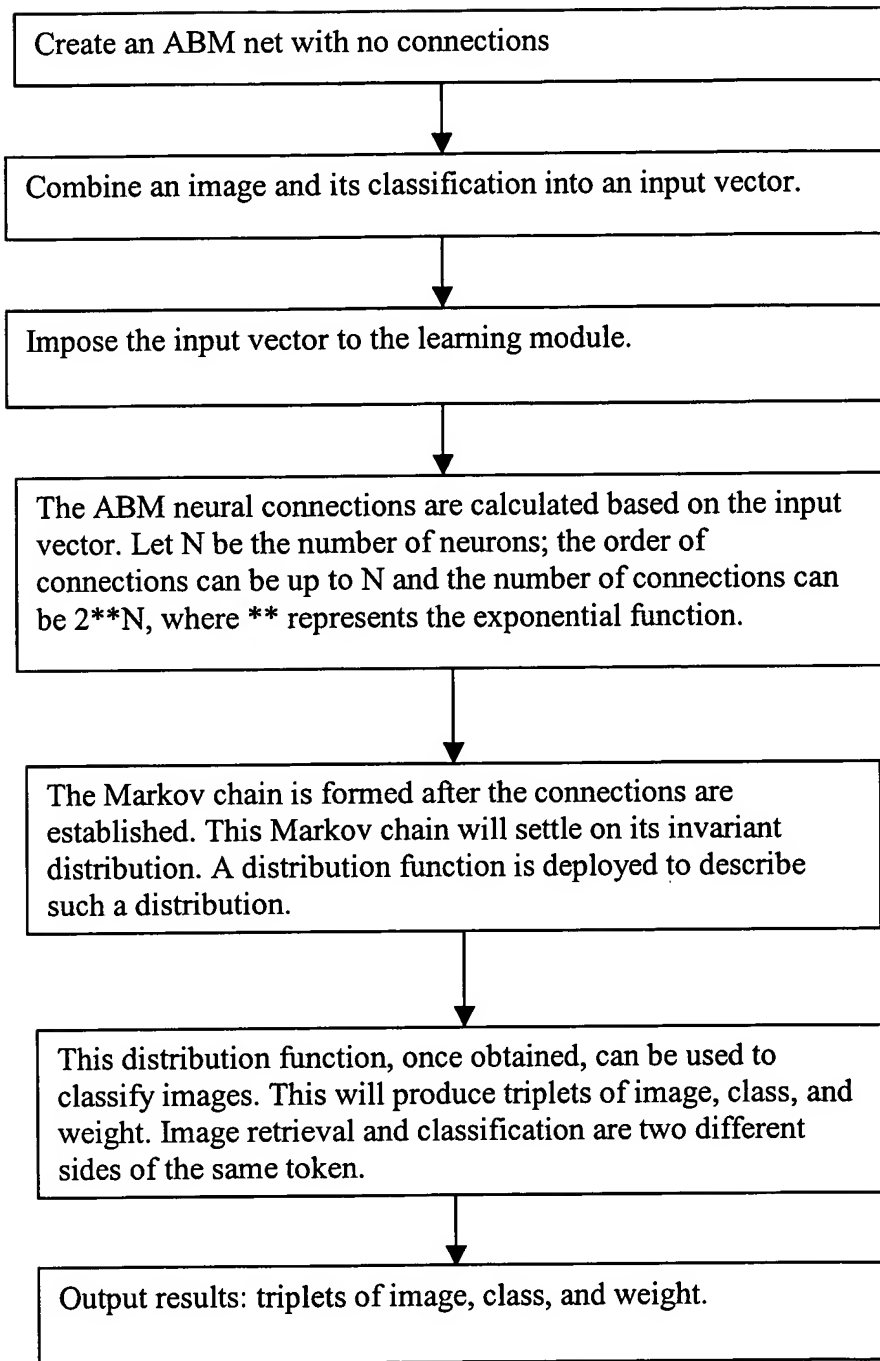 Create an ABM net with no connections
Combine an image and its classification into an input vector.
Impose the input vector to the learning module.
The ABM neural connections are calculated based on the input
vector. Let N be the number of neurons; the order of
connections can be up to N and the number of connections can
be 2**N, where ** represents the exponential function.
The Markov chain is formed after the connections are
established. This Markov chain will settle on its invariant
distribution. A distribution function is deployed to describe
such a distribution.
This distribution function, once obtained, can be used to
classify images. This will produce triplets of image, class, and
weight. Image retrieval and classification are two different
sides of the same token.
Output results: triplets of image, class, and weight.